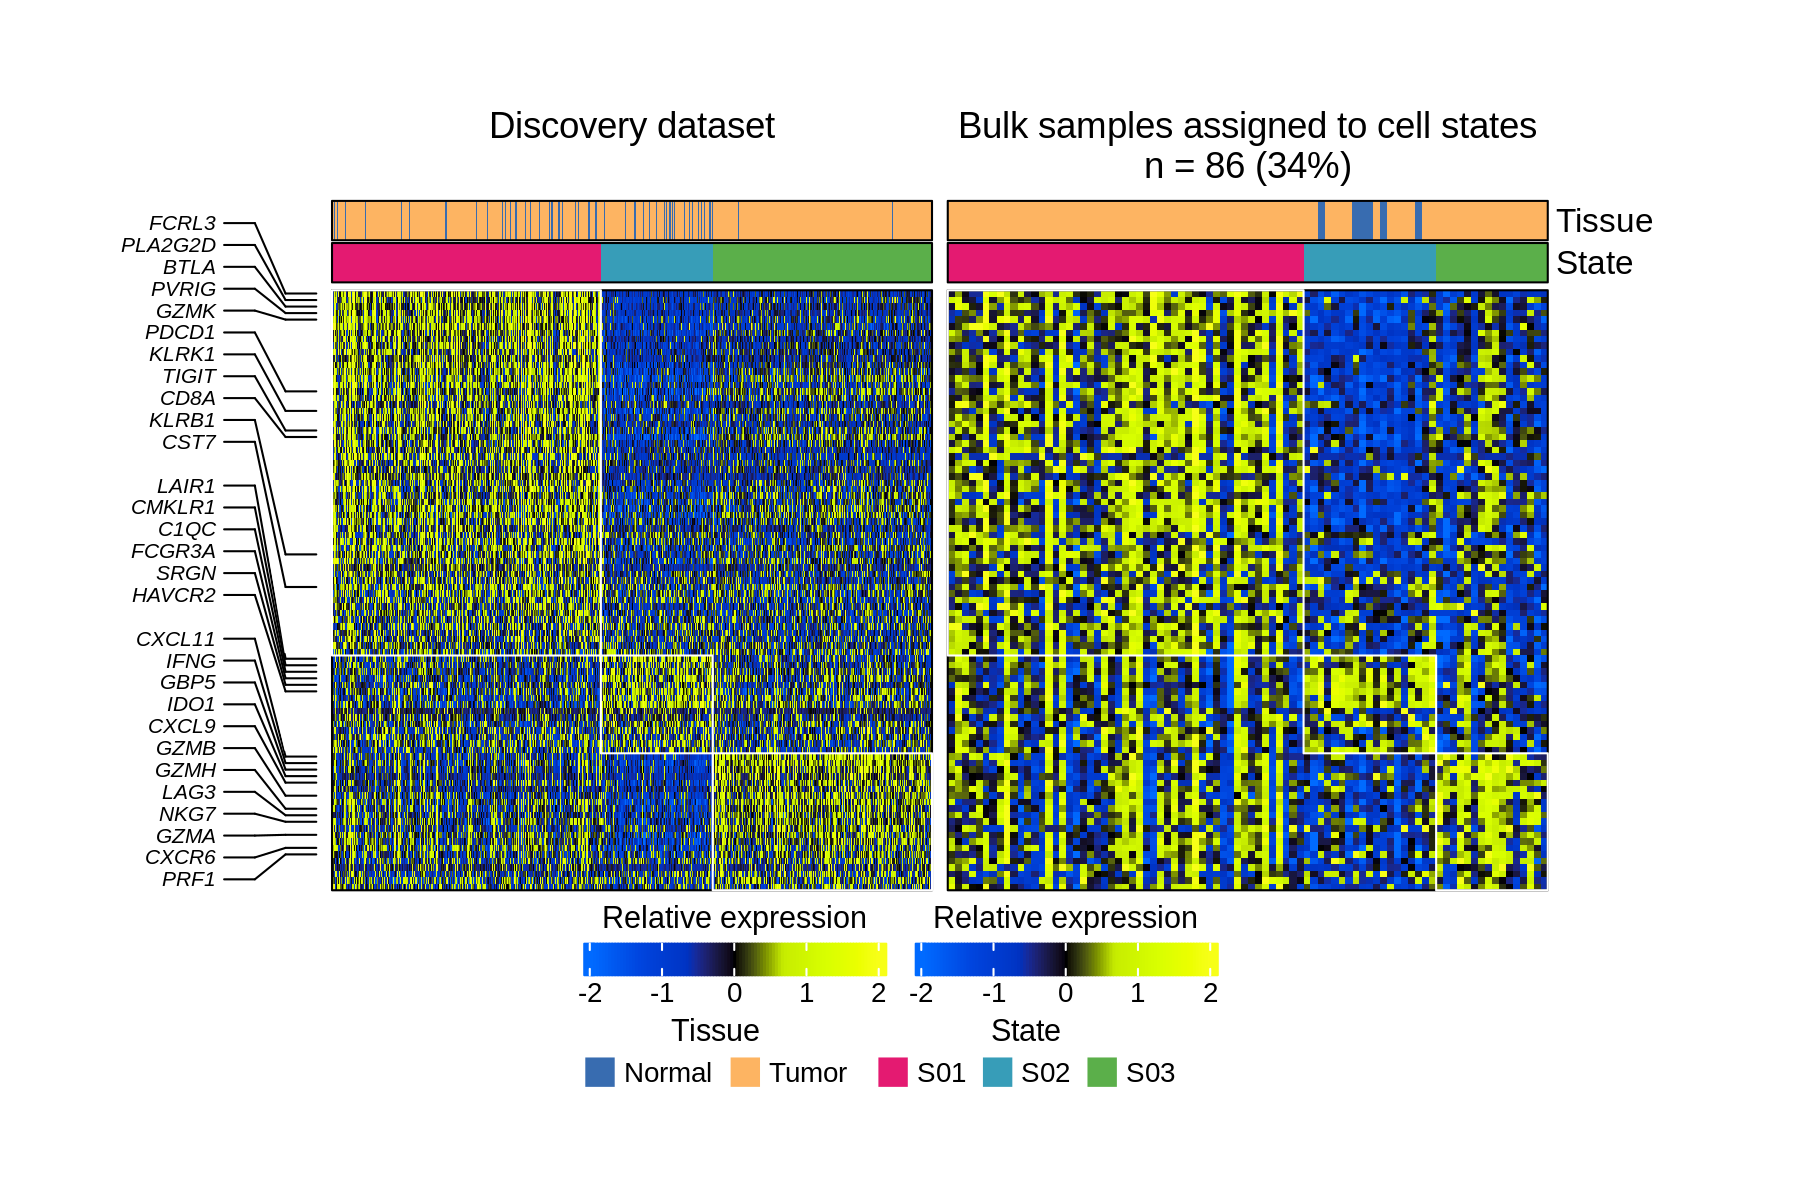 Discovery dataset
Bulk samples assigned to cell states
n = 86 (34%)
Tissue
State
FCRL3
PLA2G2D
BTLA
PVRIG
GZMK
PDCD1
KLRK1
TIGIT
CD8A
KLRB1
CST7
LAIR1
CMKLR1
C1QC
FCGR3A
SRGN
HAVCR2
CXCL11
IFNG
GBP5
IDO1
CXCL9
GZMB
GZMH
LAG3
NKG7
GZMA
CXCR6
PRF1
Relative expression
-2 -1 0 1 2
Relative expression
-2 -1 0 1 2
Tissue
Normal Tumor
State
S01 S02 S03